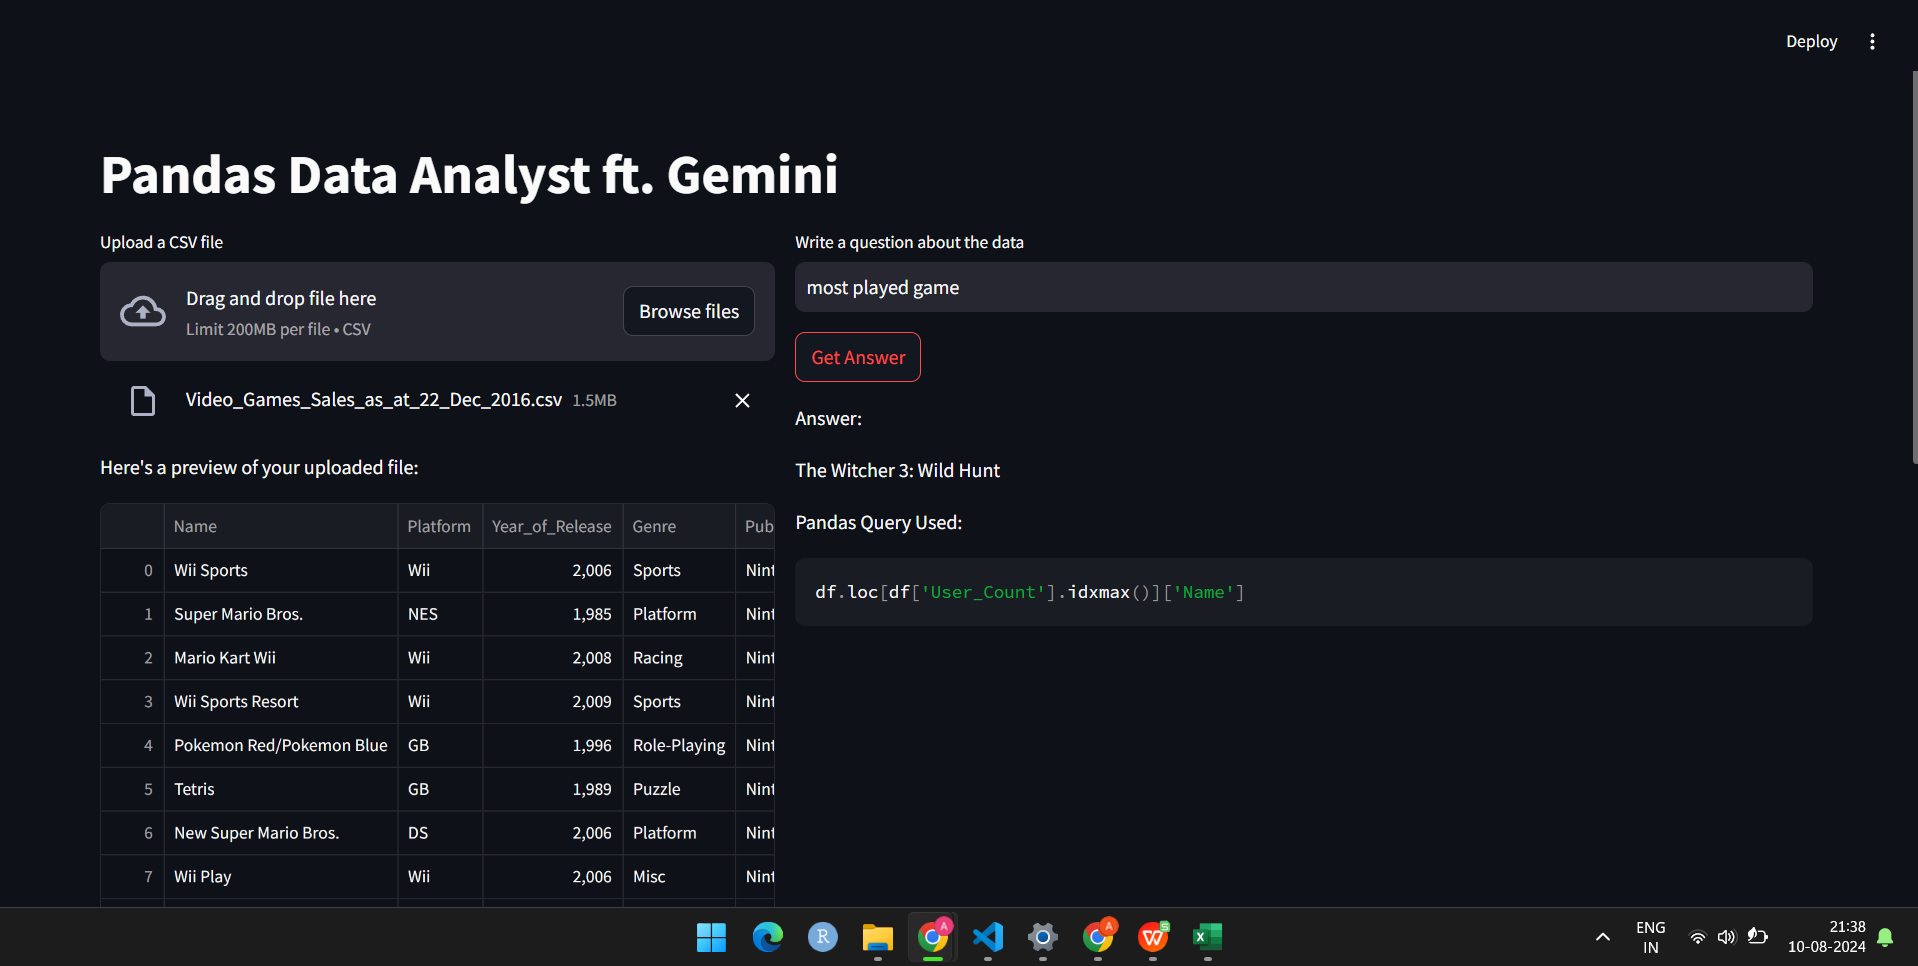 Deploy
Pandas Data Analyst ft. Gemini
Upload a CSV file
Drag and drop file here
Limit 200MB per file • CSV
Browse files
Video_Games_Sales_as_at_22_Dec_2016.csv 1.5MB
Here's a preview of your uploaded file:
Name Platform Year_of_Release Genre Pub
0 Wii Sports Wii 2,006 Sports Nint
1 Super Mario Bros. NES 1,985 Platform Nint
2 Mario Kart Wii Wii 2,008 Racing Nint
3 Wii Sports Resort Wii 2,009 Sports Nint
4 Pokemon Red/Pokemon Blue GB 1,996 Role-Playing Nint
5 Tetris GB 1,989 Puzzle Nint
6 New Super Mario Bros. DS 2,006 Platform Nint
7 Wii Play Wii 2,006 Misc Nint
Write a question about the data
most played game
Get Answer
Answer:
The Witcher 3: Wild Hunt
Pandas Query Used:
df.loc[df['User_Count'].idxmax()]['Name']
R
A
A
W
S
X
ENG
IN
21:38
10-08-2024